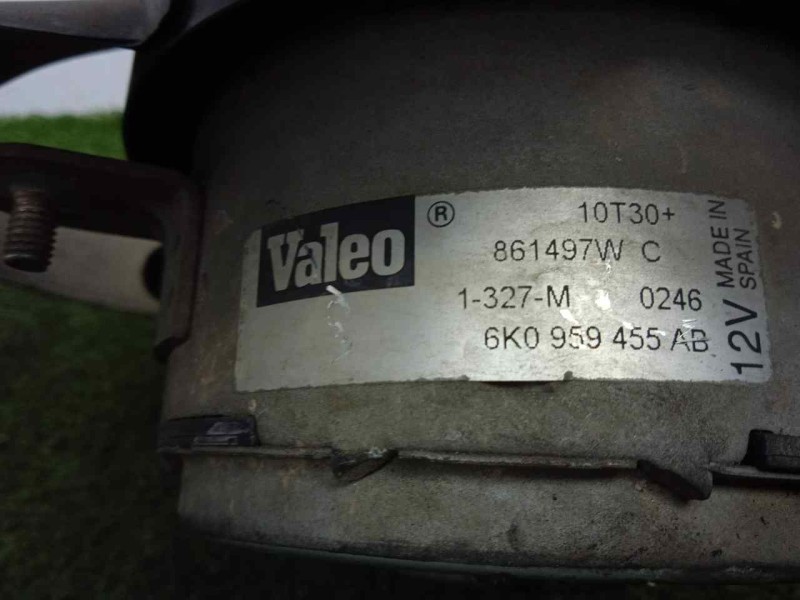 Valeo ®
10T30+
861497W C
1-327-M 0246
6K0 959 455 AB
12V MADE IN
SPAIN